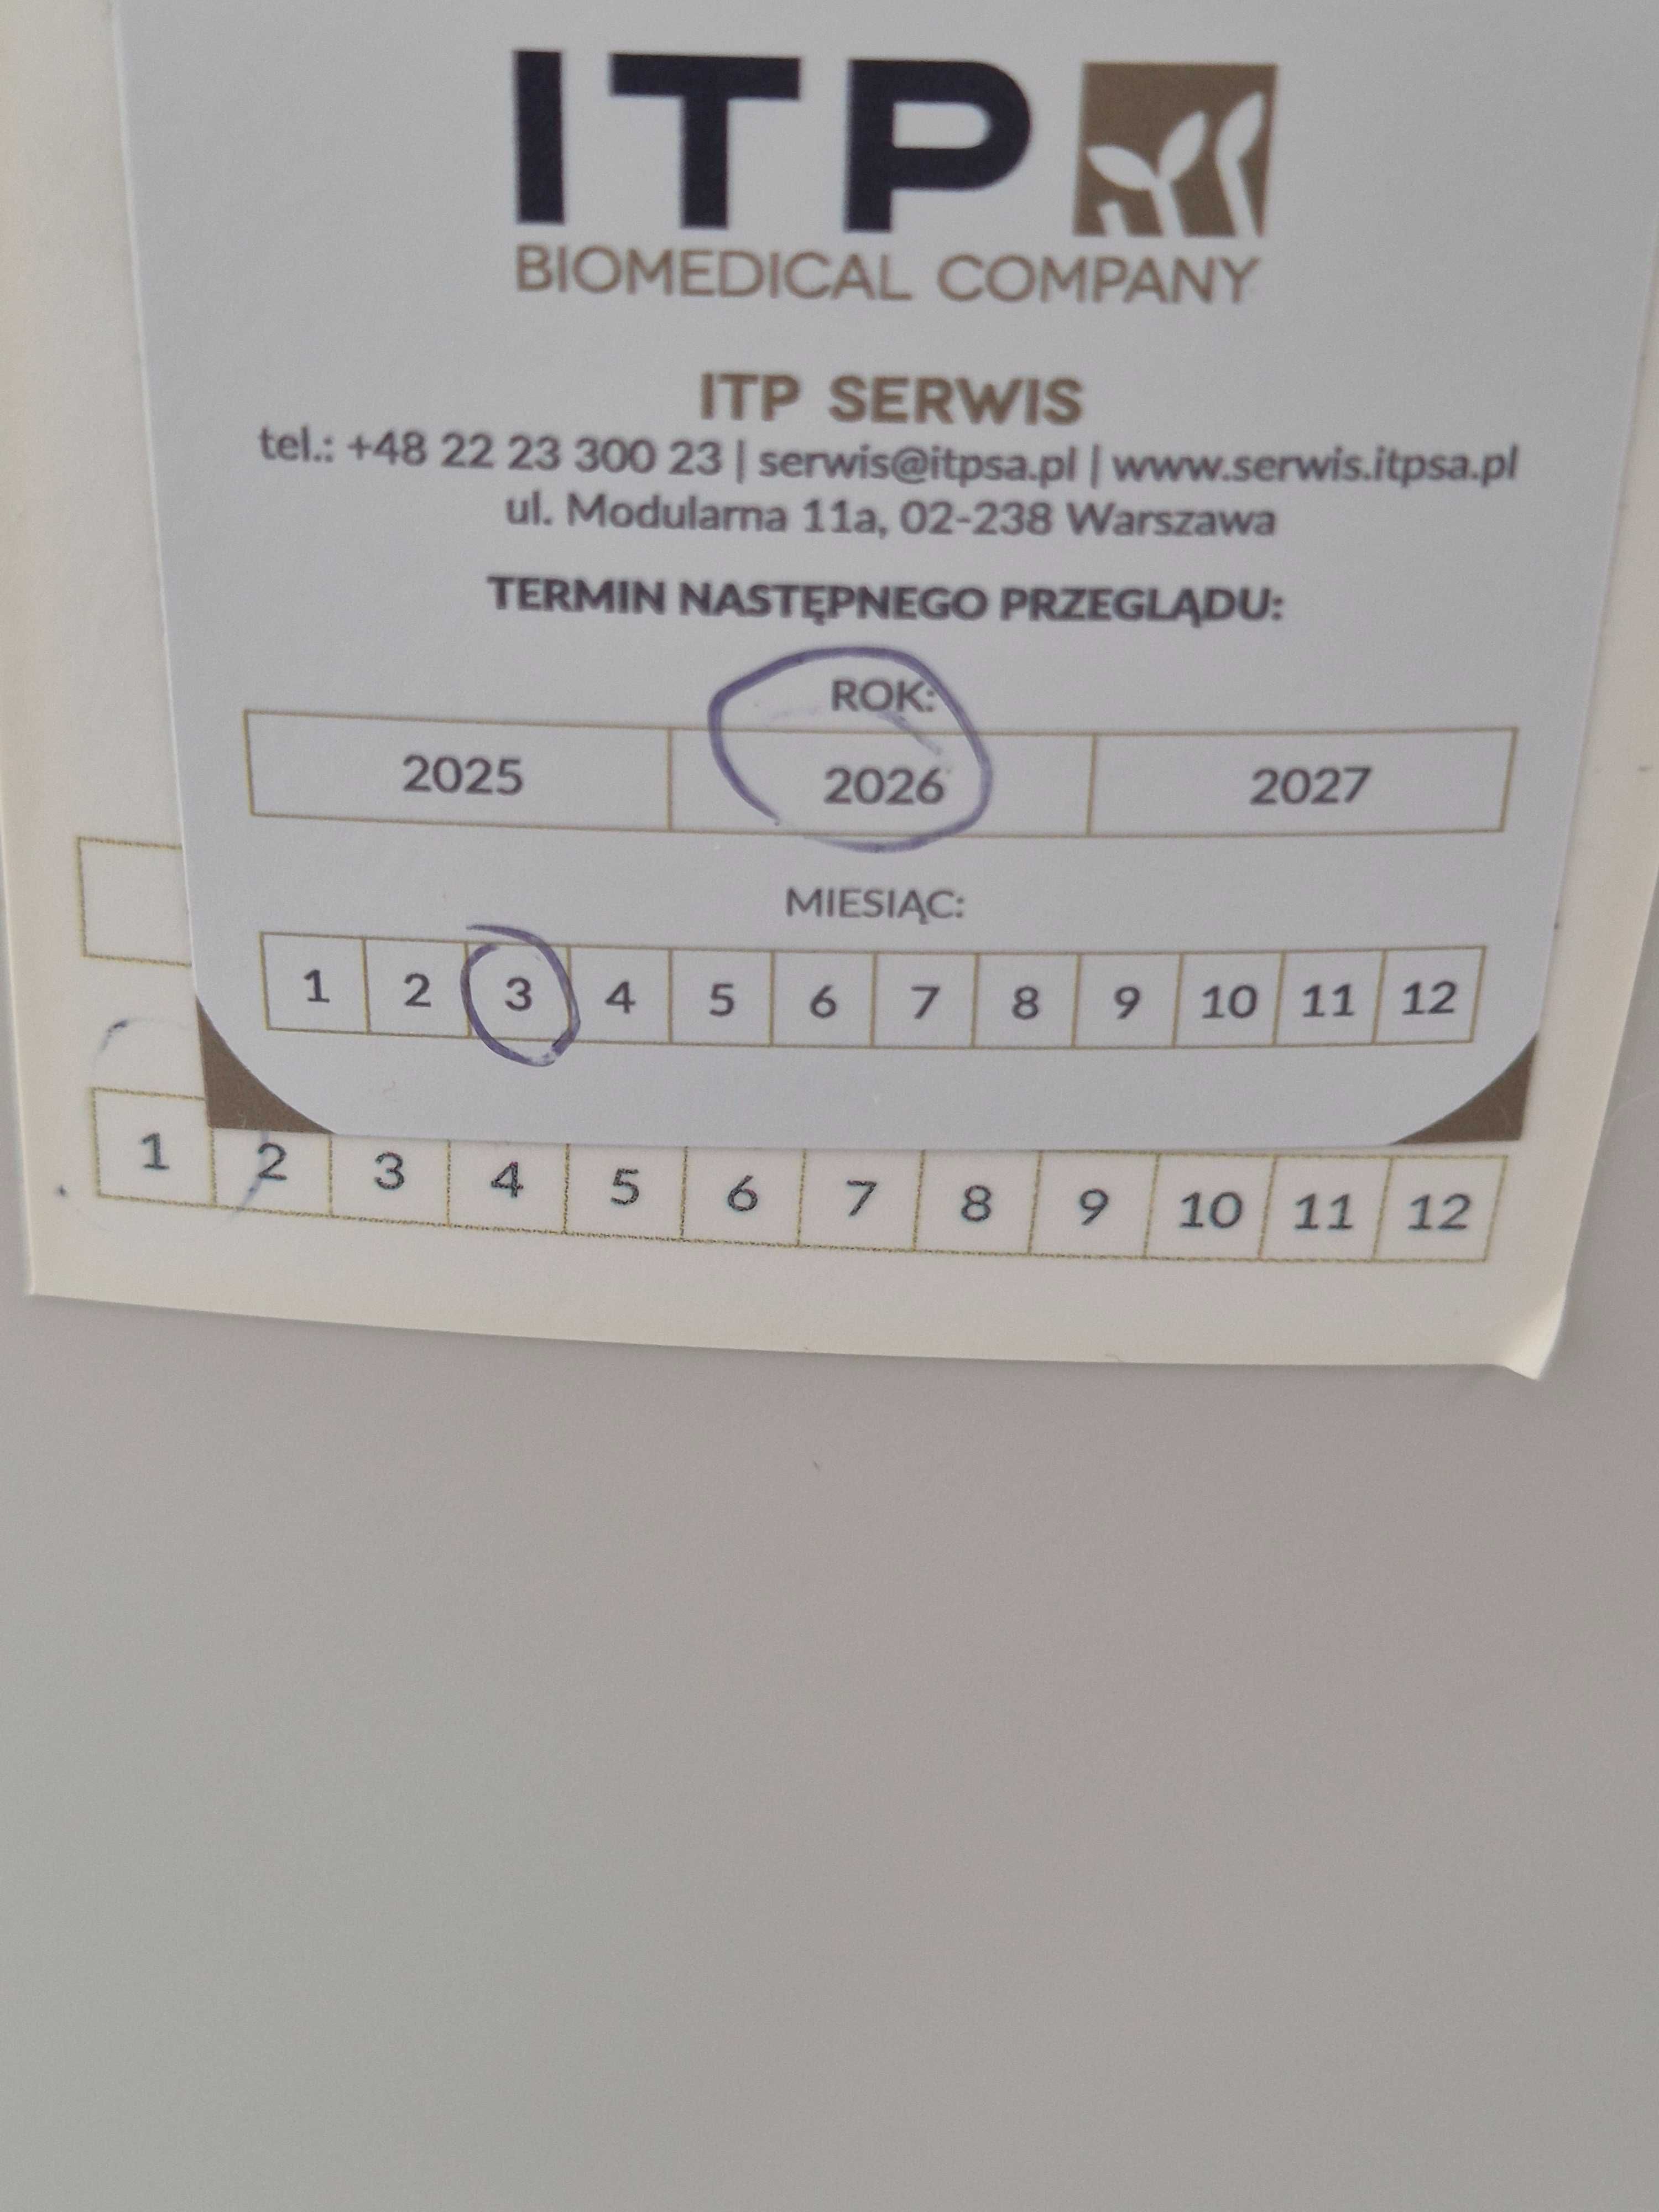 ITP
BIOMEDICAL COMPANY
ITP SERWIS
tel.: +48 22 23 300 23 | serwis@itpsa.pl | www.serwis.itpsa.pl
ul. Modularna 11a, 02-238 Warszawa
TERMIN NASTĘPNEGO PRZEGLĄDU:
ROK:
2025 2026 2027
MIESIĄC:
1 2 3 4 5 6 7 8 9 10 11 12
1 2 3 4 5 6 7 8 9 10 11 12